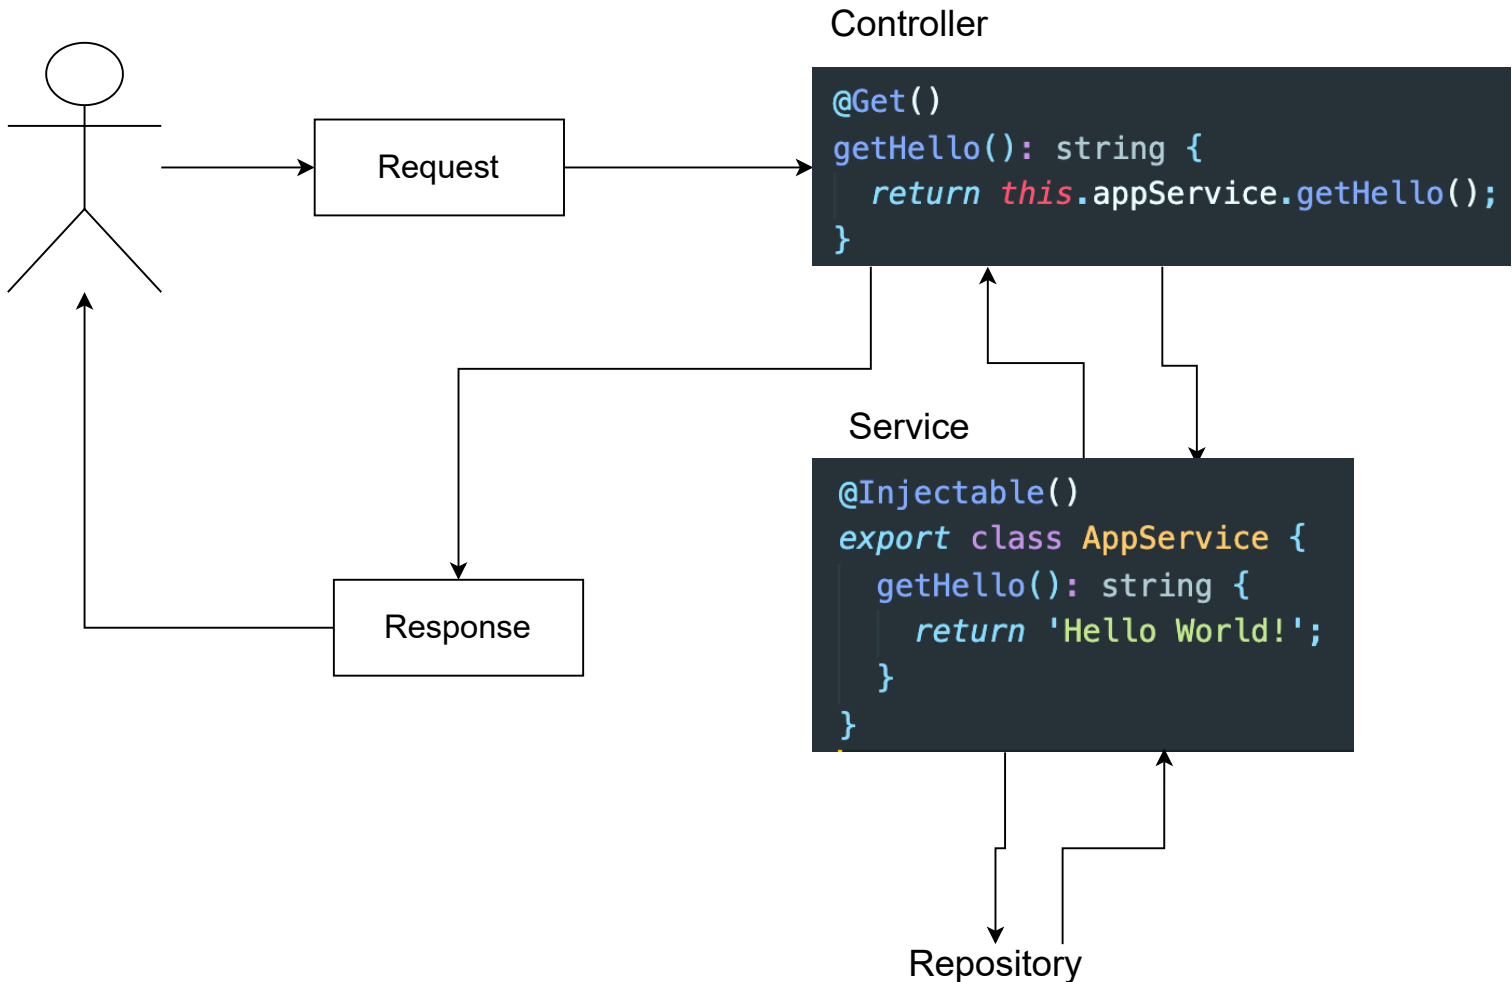 Controller
@Get()
getHello(): string {
return this.appService.getHello();
}
Request
Service
@Injectable()
export class AppService {
getHello(): string {
return 'Hello World!';
}
}
Response
Repository